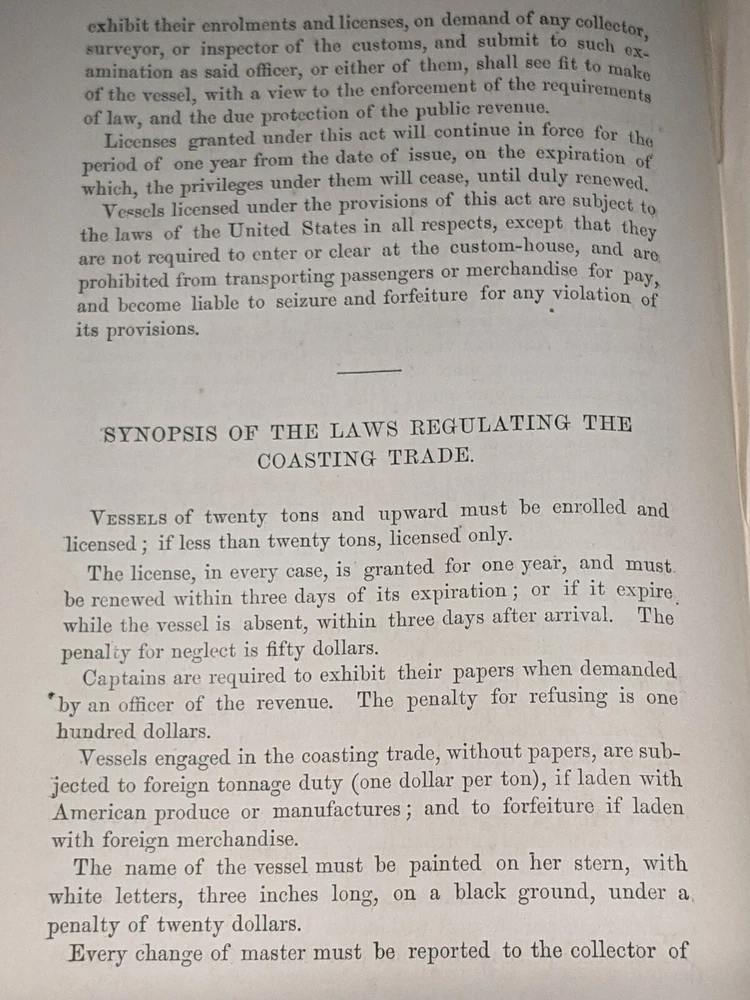 exhibit their enrolments and licenses, on demand of any collector,
surveyor, or inspector of the customs, and submit to such ex-
amination as said officer, or either of them, shall see fit to make
of the vessel, with a view to the enforcement of the requirements
of law, and the due protection of the public revenue.
Licenses granted under this act will continue in force for the
period of one year from the date of issue, on the expiration of
which, the privileges under them will cease, until duly renewed.
Vessels licensed under the provisions of this act are subject to
the laws of the United States in all respects, except that they
are not required to enter or clear at the custom-house, and are
prohibited from transporting passengers or merchandise for pay,
and become liable to seizure and forfeiture for any violation of
its provisions.
SYNOPSIS OF THE LAWS REGULATING THE
COASTING TRADE.
VESSELS of twenty tons and upward must be enrolled and
licensed; if less than twenty tons, licensed only.
The license, in every case, is granted for one year, and must
be renewed within three days of its expiration; or if it expire
while the vessel is absent, within three days after arrival. The
penalty for neglect is fifty dollars.
Captains are required to exhibit their papers when demanded
by an officer of the revenue. The penalty for refusing is one
hundred dollars.
Vessels engaged in the coasting trade, without papers, are sub-
jected to foreign tonnage duty (one dollar per ton), if laden with
American produce or manufactures; and to forfeiture if laden
with foreign merchandise.
The name of the vessel must be painted on her stern, with
white letters, three inches long, on a black ground, under a
penalty of twenty dollars.
Every change of master must be reported to the collector of